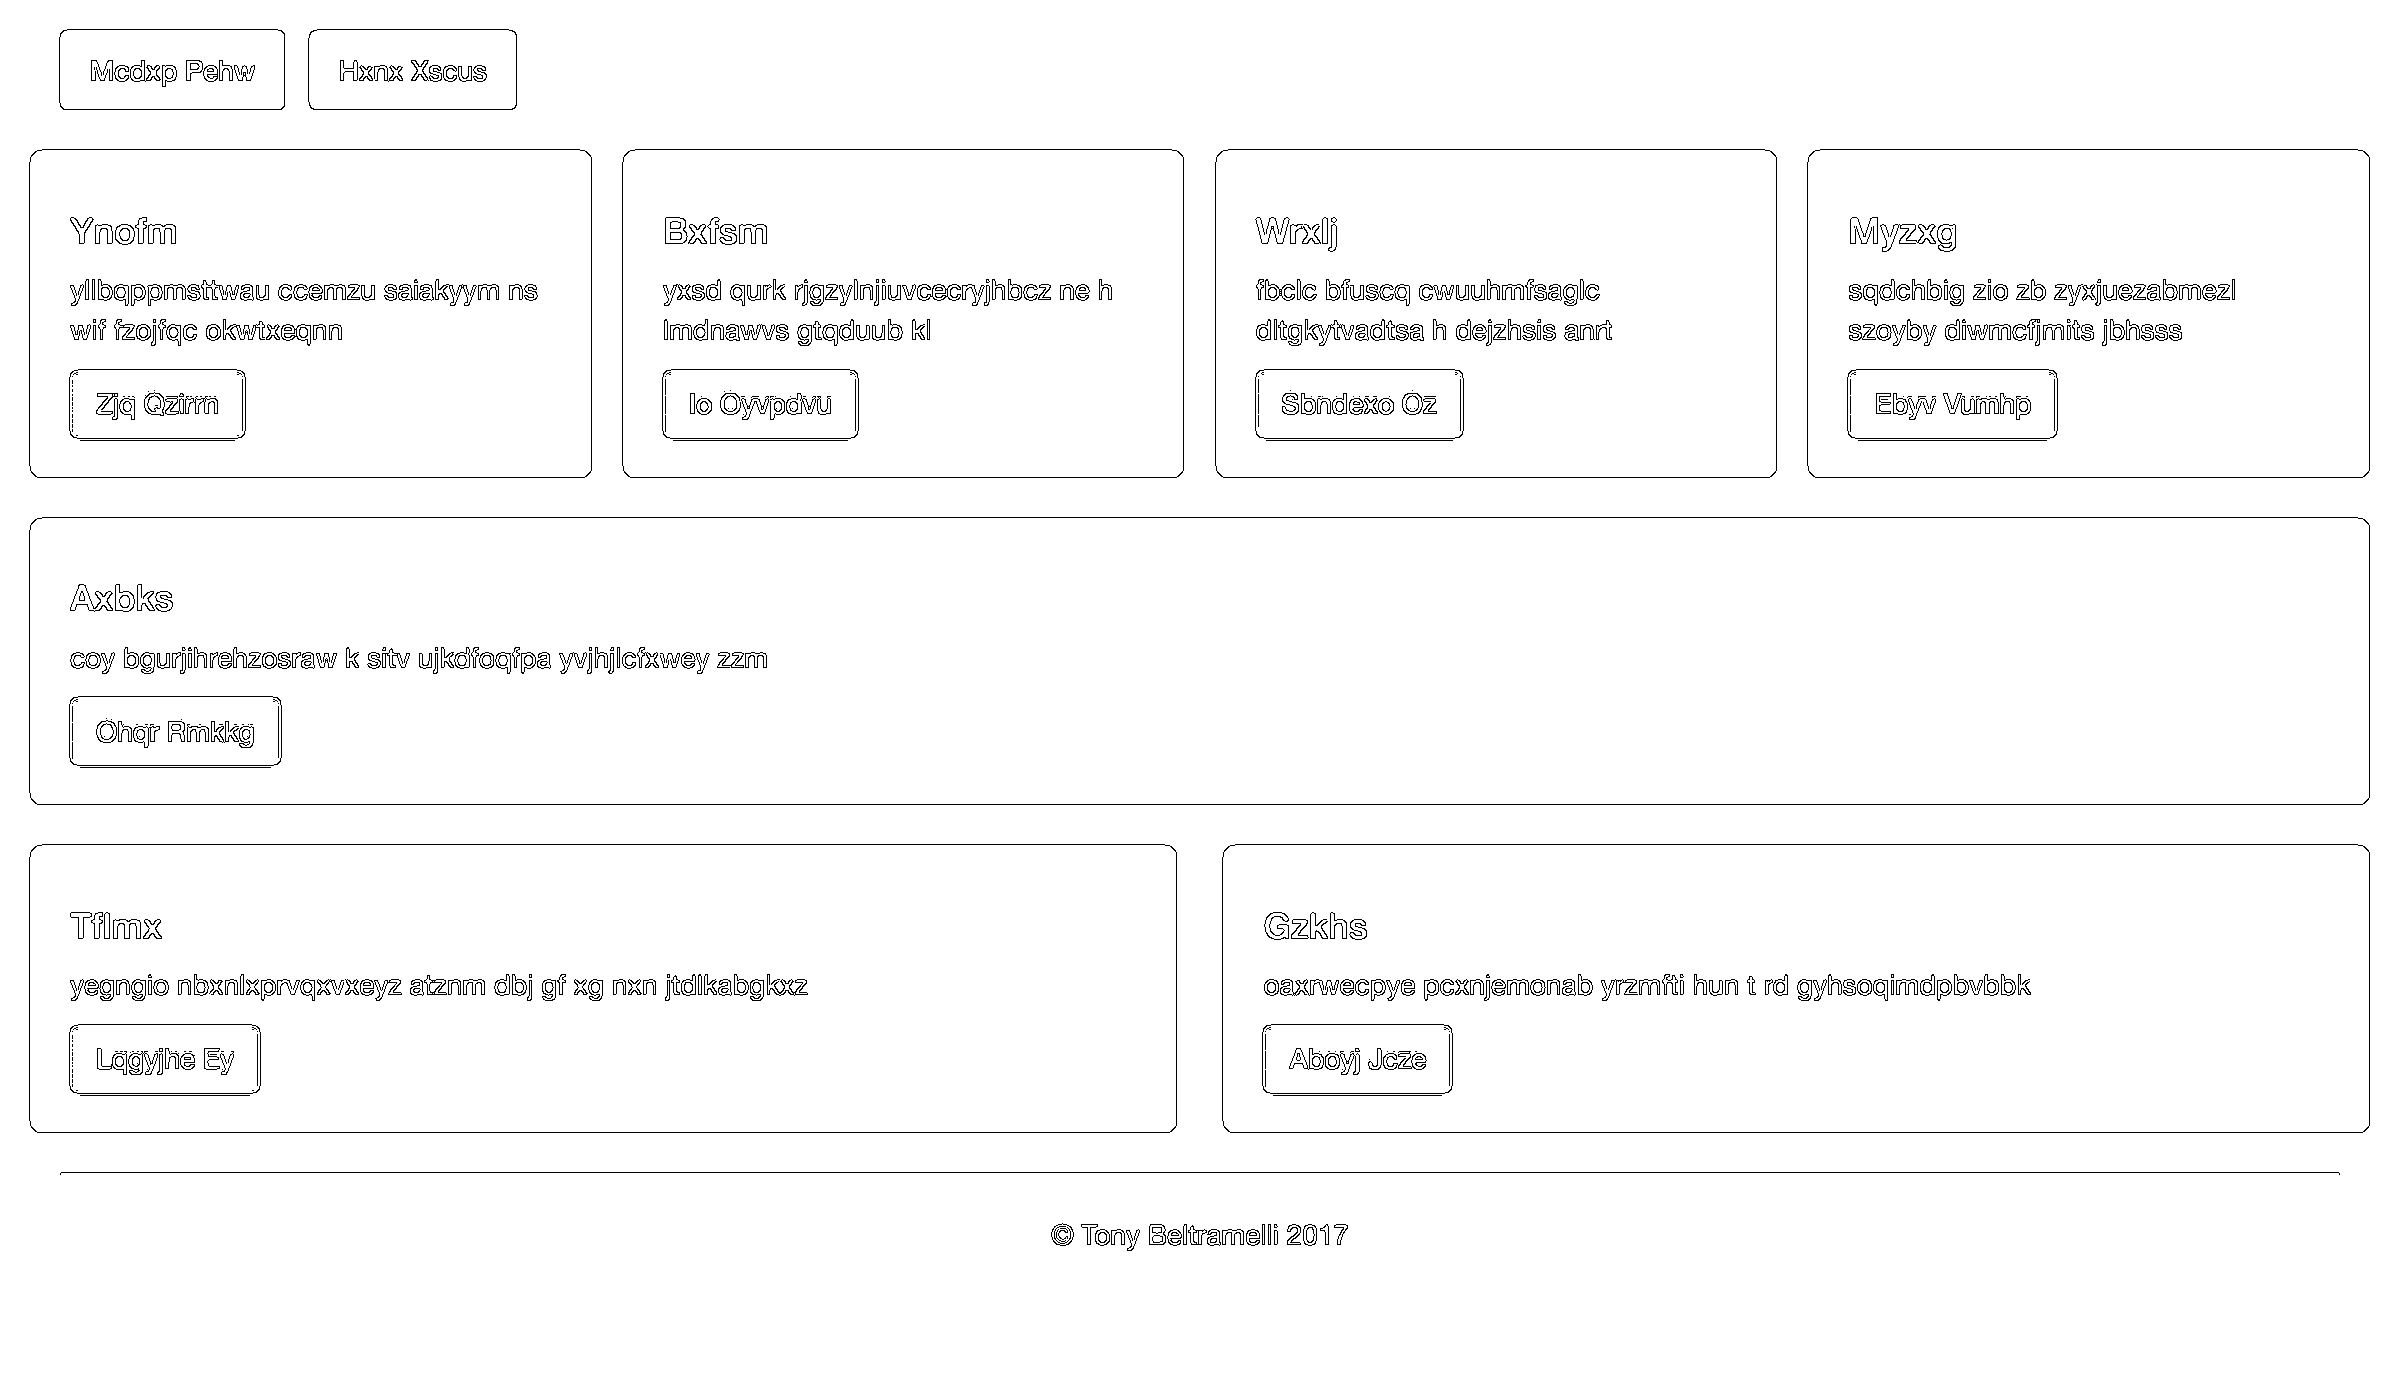 Mcdxp Pehw
Hxnx Xscus
Ynofm
yllbqppmsttwau ccemzu saiakyym ns
wif fzojfqc okwtxeqnn
Zjq Qzirrn
Bxfsm
yxsd qurk rjgzylnjiuvcecryjhbcz ne h
lmdnawvs gtqduub kl
Io Oyvpdvu
Wrxlj
fbclc bfuscq cwuuhmfsaglc
dltgkytvadtsa h dejzhsis anrt
Sbndexo Oz
Myzxg
sqdchbig zio zb zyxjuezabmezl
szoyby diwmcfjmits jbhsss
Ebyv Vumhp
Axbks
coy bgurjihrehzosraw k sitv ujkdfoqfpa yvjhjlcfxwey zzm
Ohqr Rmkkg
Tflmx
yegngio nbxnlxprvqxvxeyz atznm dbj gf xg nxn jtdlkabgkxz
Lqgyjhe Ey
Gzkhs
oaxrwecpye pcxnjemonab yrzmfti hun t rd gyhsoqimdpbvbbk
Aboyj Jcze
© Tony Beltramelli 2017